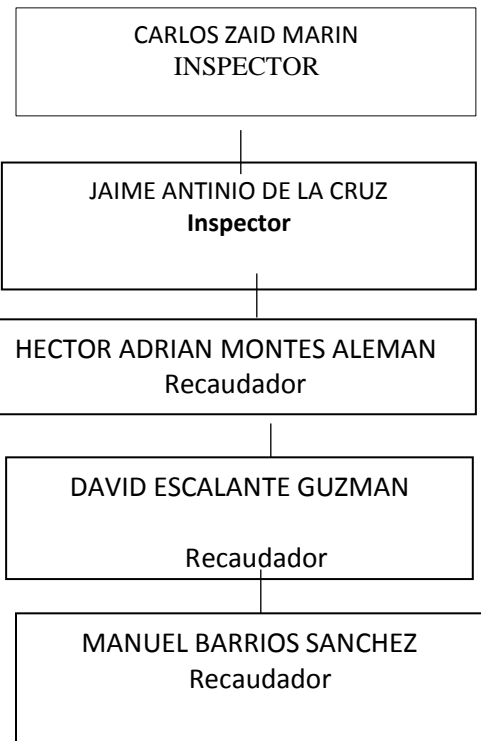 CARLOS ZAID MARIN
INSPECTOR
JAIME ANTINIO DE LA CRUZ
Inspector
HECTOR ADRIAN MONTES ALEMAN
Recaudador
DAVID ESCALANTE GUZMAN
Recaudador
MANUEL BARRIOS SANCHEZ
Recaudador